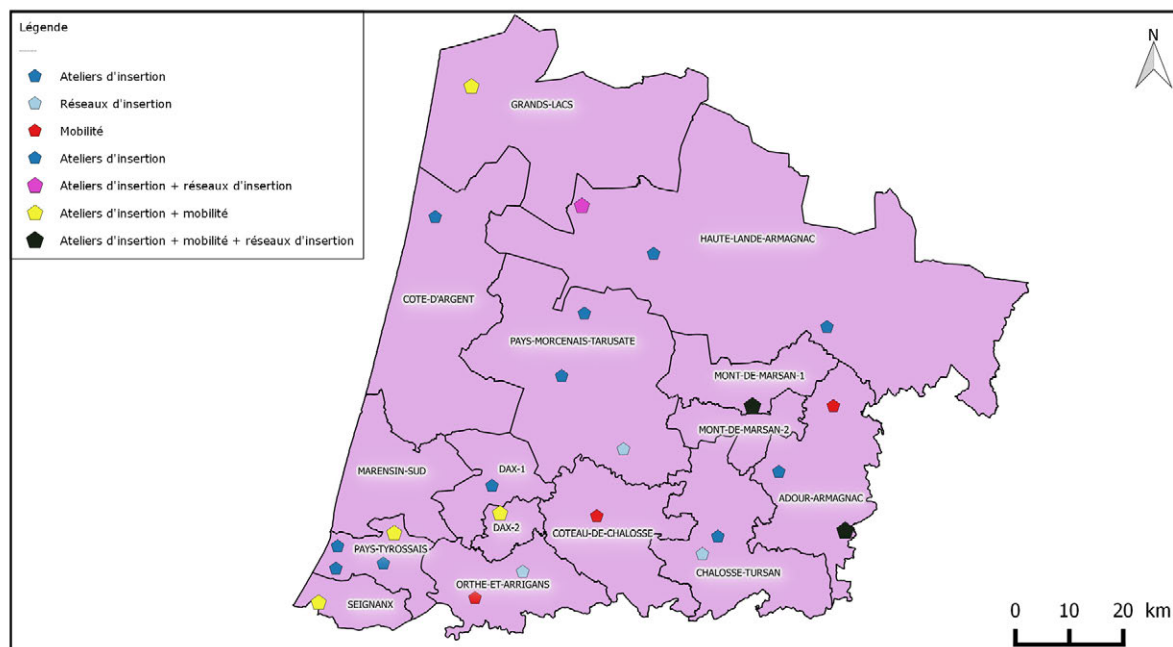 Légende
Ateliers d'insertion
Réseaux d'insertion
Mobilité
Ateliers d'insertion
Ateliers d'insertion + réseaux d'insertion
Ateliers d'insertion + mobilité
Ateliers d'insertion + mobilité + réseaux d'insertion
N
GRANDS-LACS
HAUTE-LANDE-ARMAGNAC
COTE-D'ARGENT
PAYS-MORCENAIS-TARUSATE
MONT-DE-MARSAN-1
MONT-DE-MARSAN-2
MARENSIN-SUD
DAX-1
ADOUR-ARMAGNAC
DAX-2
COTEAU-DE-CHALOSSE
PAYS-TYROSSAIS
CHALOSSE-TURSAN
ORTHE-ET-ARRIGANS
SEIGNANX
0 10 20 km